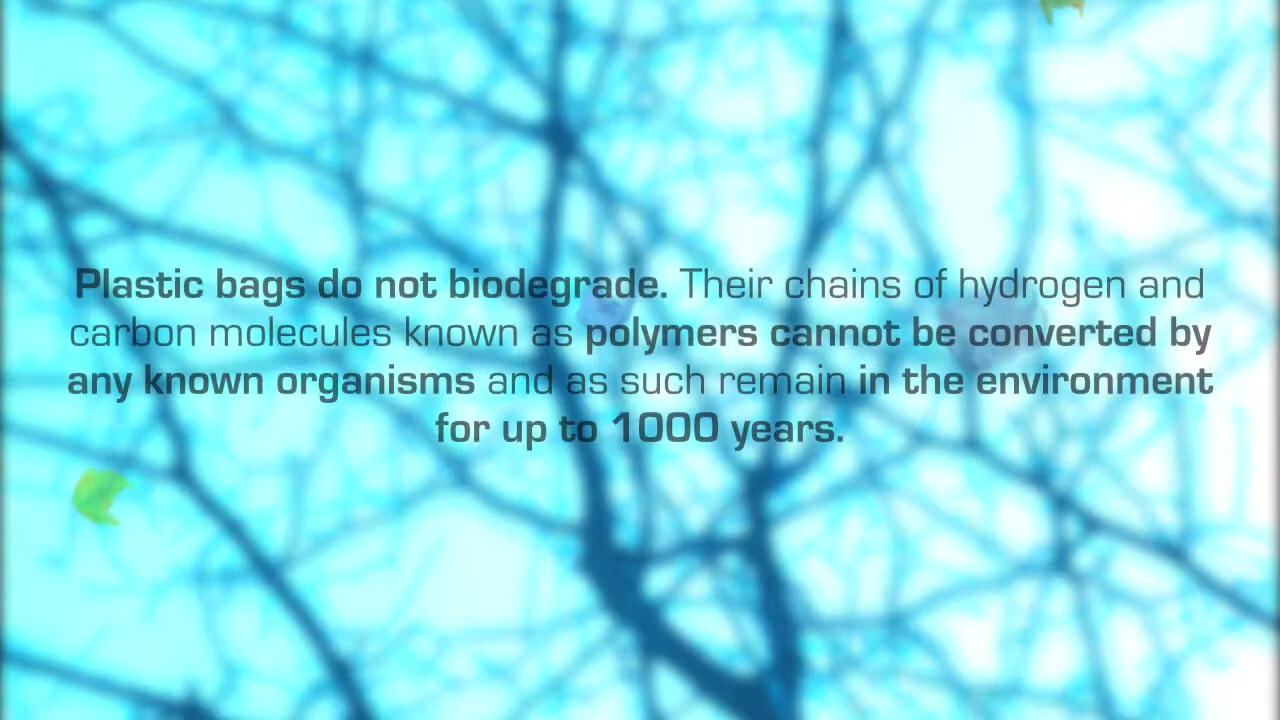 Plastic bags do not biodegrade. Their chains of hydrogen and
carbon molecules known as polymers cannot be converted by
any known organisms and as such remain in the environment
for up to 1000 years.